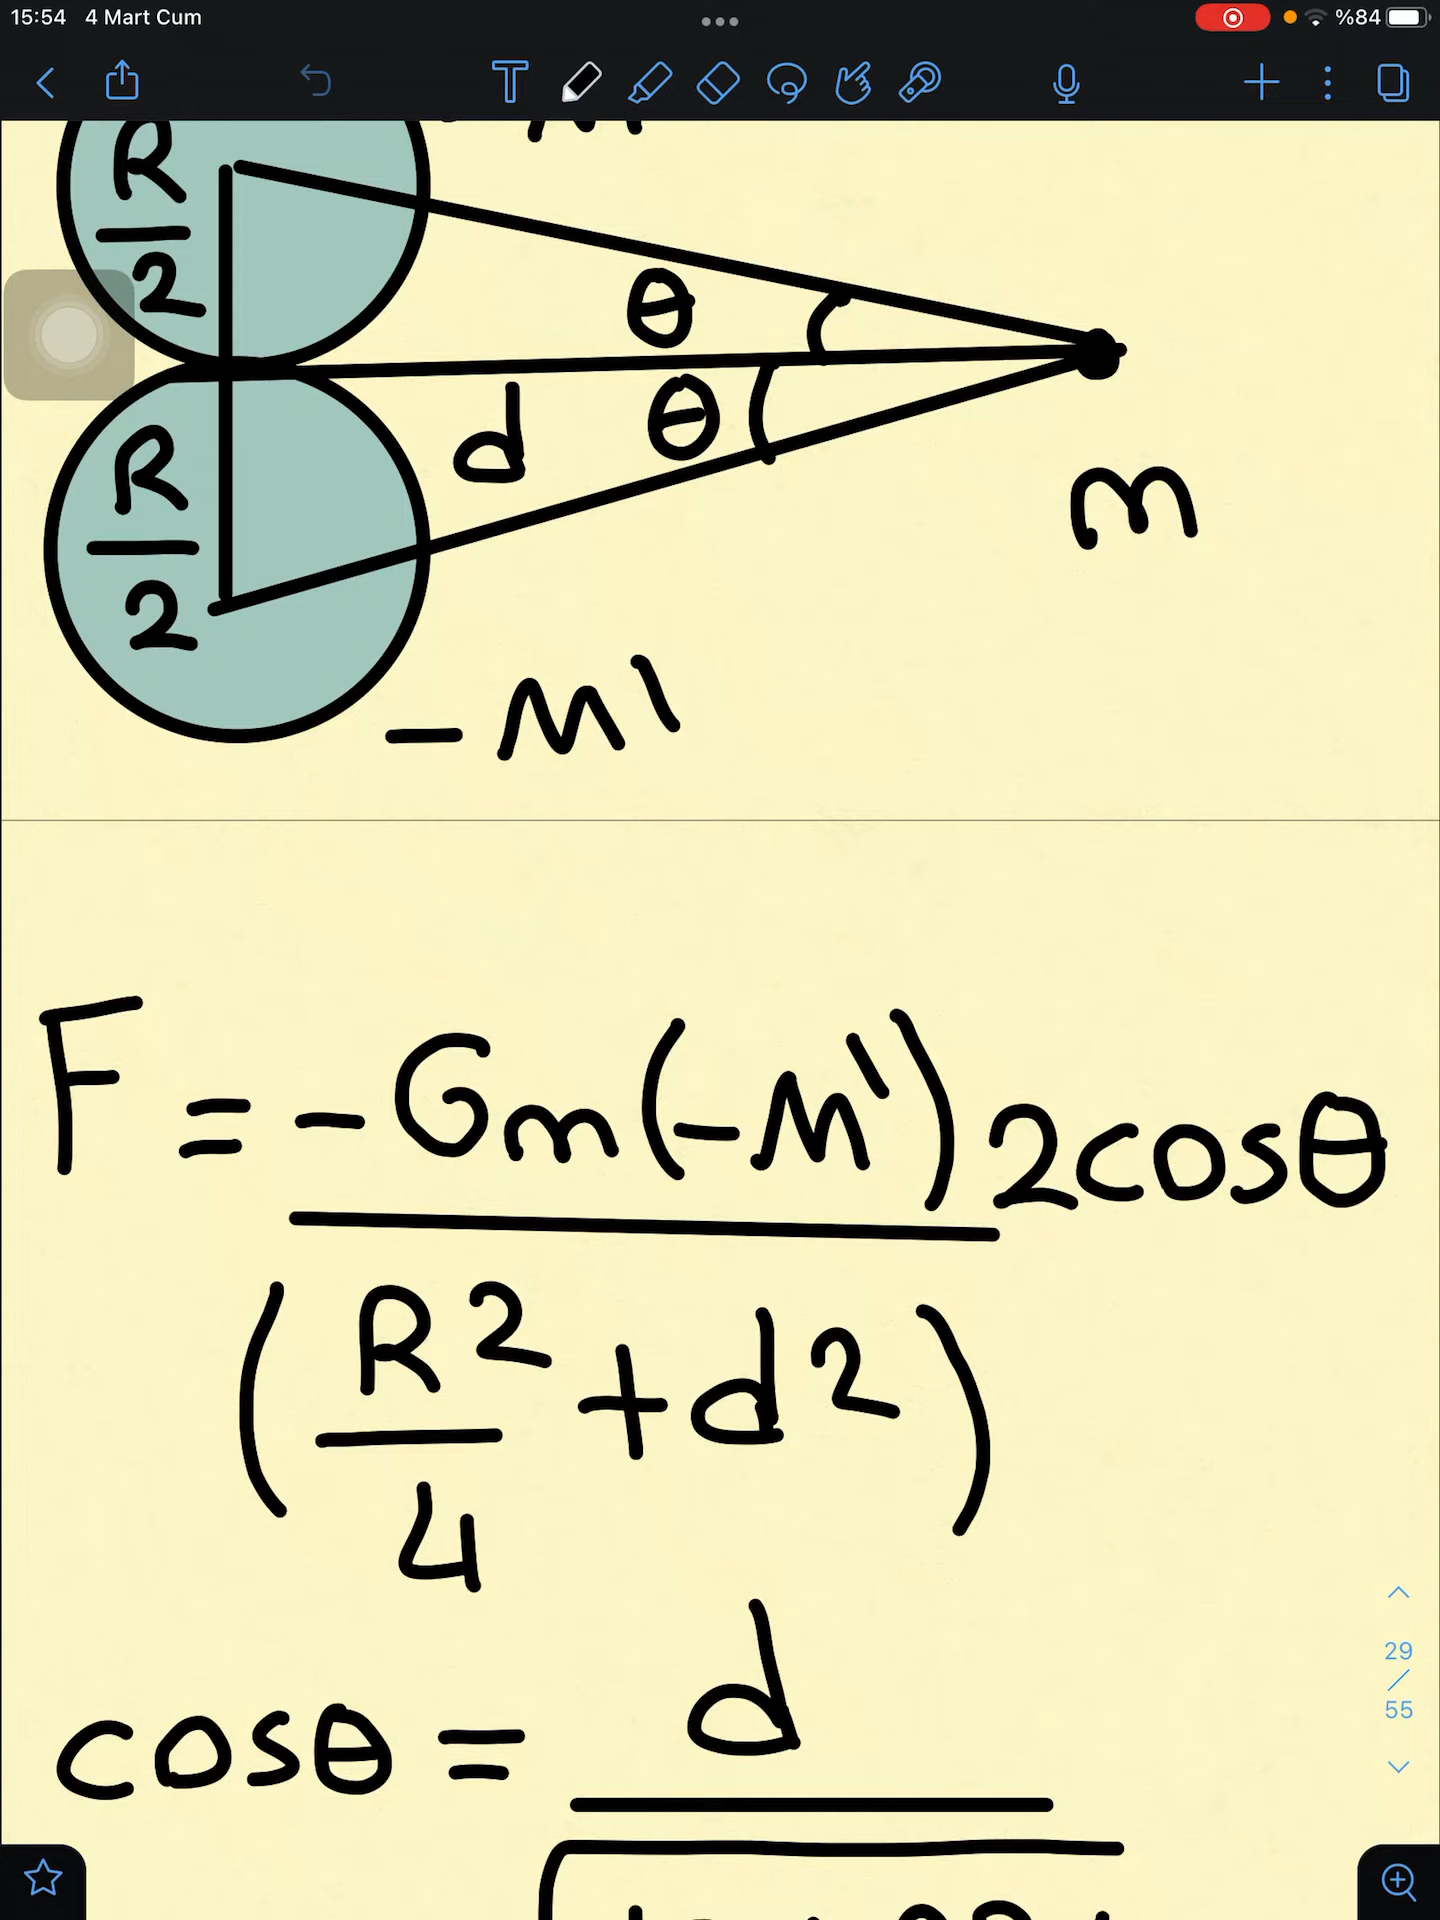 15:54 4 Mart Cum %84
R
2
θ
θ
d
R
2
m
- M'
F = - Gm(-M') 2cosθ
( R² + d² )
4
d
cosθ =
29
/
55